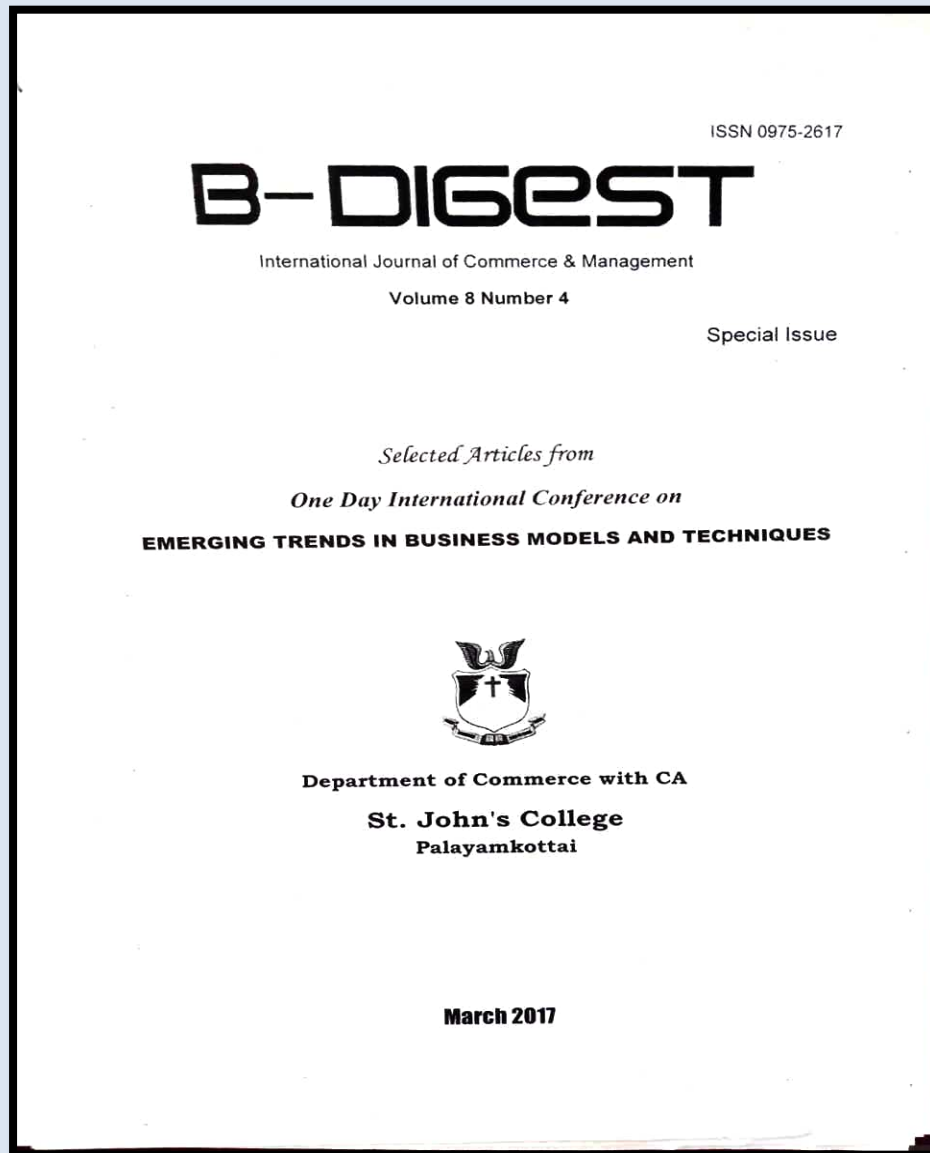 ISSN 0975-2617
B-DIGEST
International Journal of Commerce & Management
Volume 8 Number 4
Special Issue
Selected Articles from
One Day International Conference on
EMERGING TRENDS IN BUSINESS MODELS AND TECHNIQUES
Department of Commerce with CA
St. John's College
Palayamkottai
March 2017